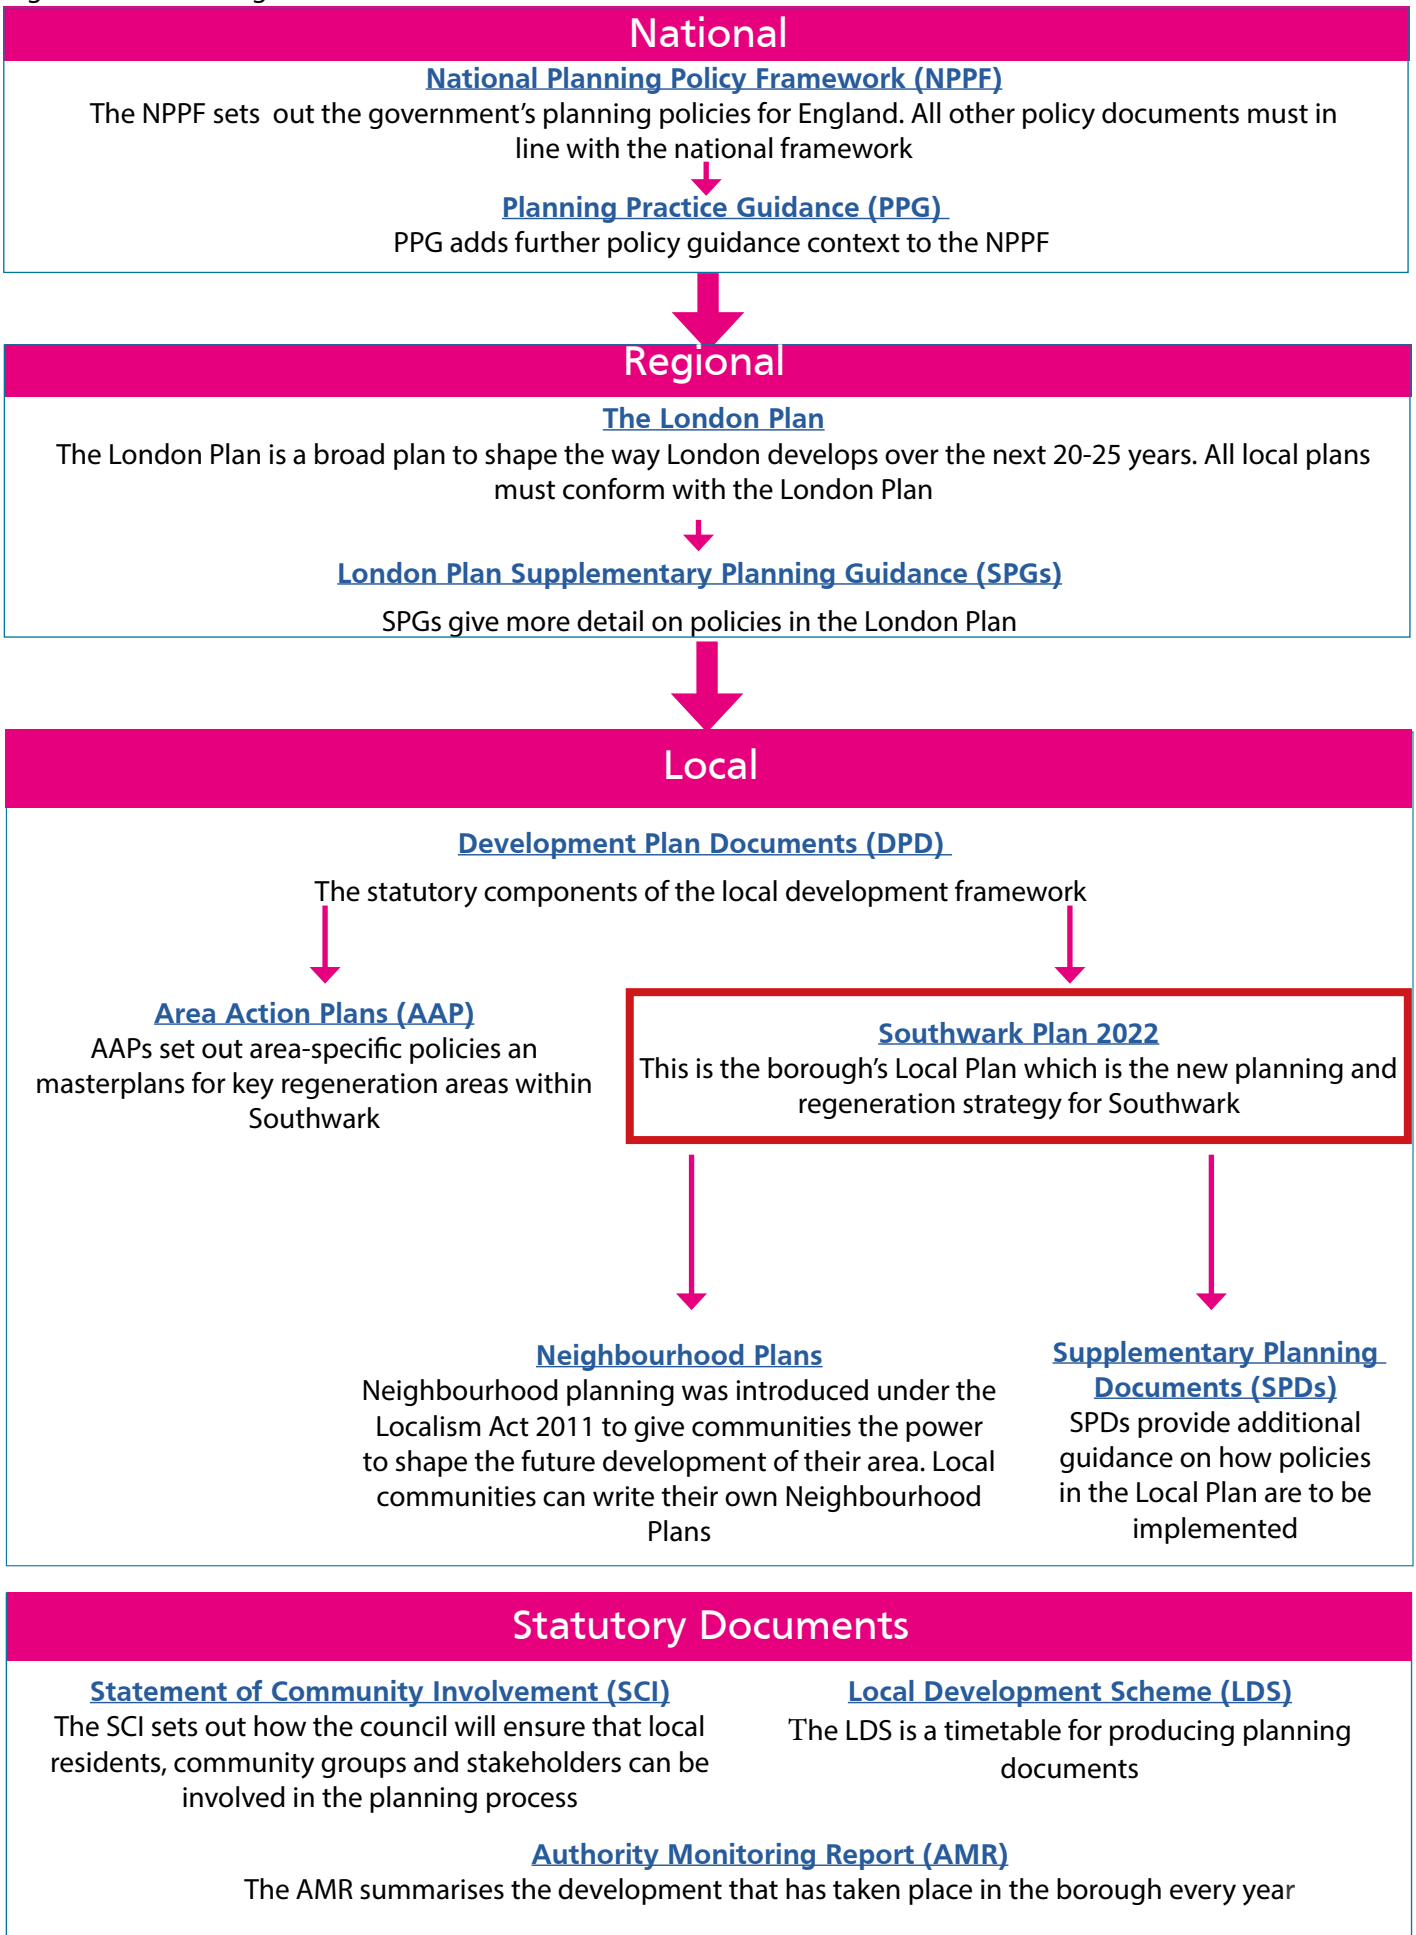 National
National Planning Policy Framework (NPPF)
The NPPF sets  out the government's planning policies for England. All other policy documents must in
line with the national framework
Planning Practice Guidance (PPG)
PPG adds further policy guidance context to the NPPF
Regional
The London Plan
The London Plan is a broad plan to shape the way London develops over the next 20-25 years. All local plans
must conform with the London Plan
London Plan Supplementary Planning Guidance (SPGs)
SPGs give more detail on policies in the London Plan
Local
Development Plan Documents (DPD)
The statutory components of the local development framework
Area Action Plans (AAP)
AAPs set out area-specific policies an
masterplans for key regeneration areas within
Southwark
Southwark Plan 2022
This is the borough's Local Plan which is the new planning and
regeneration strategy for Southwark
Neighbourhood Plans
Neighbourhood planning was introduced under the
Localism Act 2011 to give communities the power
to shape the future development of their area. Local
communities can write their own Neighbourhood
Plans
Supplementary Planning
Documents (SPDs)
SPDs provide additional
guidance on how policies
in the Local Plan are to be
implemented
Statutory Documents
Statement of Community Involvement (SCI)
The SCI sets out how the council will ensure that local
residents, community groups and stakeholders can be
involved in the planning process
Local Development Scheme (LDS)
The LDS is a timetable for producing planning
documents
Authority Monitoring Report (AMR)
The AMR summarises the development that has taken place in the borough every year